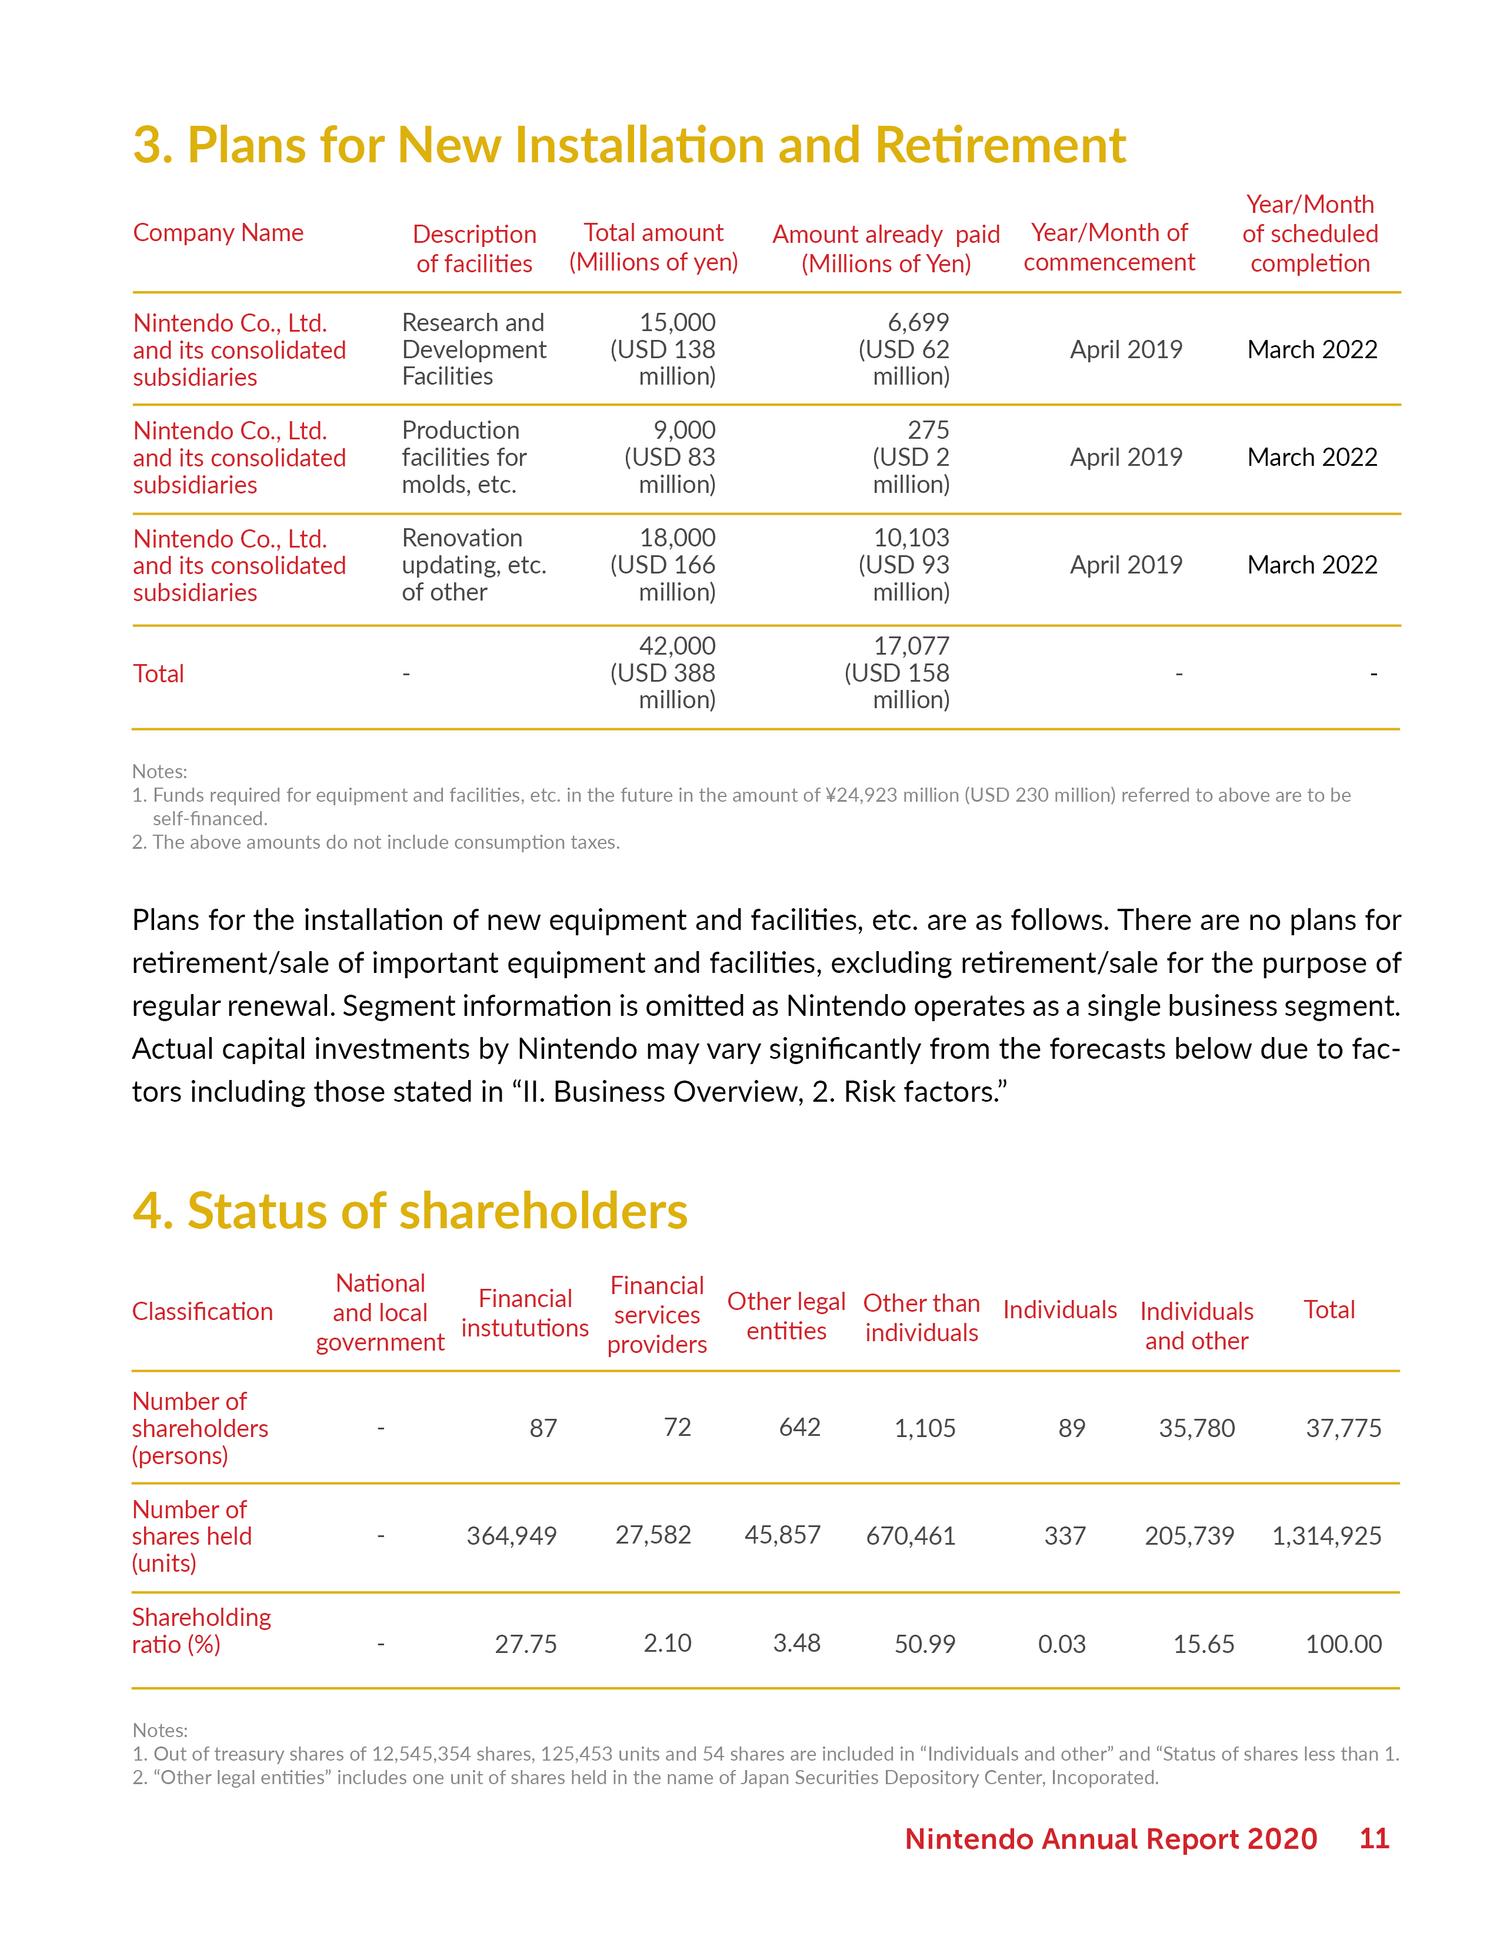 3. Plans for New Installation and Retirement
Company Name
Description
of facilities
Total amount
(Millions of yen)
Amount already paid
(Millions of Yen)
Year/Month of
commencement
Year/Month
of scheduled
completion
Nintendo Co., Ltd.
and its consolidated
subsidiaries
Research and
Development
Facilities
15,000
(USD 138
million)
6,699
(USD 62
million)
April 2019
March 2022
Nintendo Co., Ltd.
and its consolidated
subsidiaries
Production
facilities for
molds, etc.
9,000
(USD 83
million)
275
(USD 2
million)
April 2019
March 2022
Nintendo Co., Ltd.
and its consolidated
subsidiaries
Renovation
updating, etc.
of other
18,000
(USD 166
million)
10,103
(USD 93
million)
April 2019
March 2022
Total
-
42,000
(USD 388
million)
17,077
(USD 158
million)
-
-
Notes:
1. Funds required for equipment and facilities, etc. in the future in the amount of ¥24,923 million (USD 230 million) referred to above are to be
self-financed.
2. The above amounts do not include consumption taxes.
Plans for the installation of new equipment and facilities, etc. are as follows. There are no plans for
retirement/sale of important equipment and facilities, excluding retirement/sale for the purpose of
regular renewal. Segment information is omitted as Nintendo operates as a single business segment.
Actual capital investments by Nintendo may vary significantly from the forecasts below due to fac-
tors including those stated in “II. Business Overview, 2. Risk factors.”
4. Status of shareholders
Classification
National
and local
government
Financial
instututions
Financial
services
providers
Other legal
entities
Other than
individuals
Individuals
Individuals
and other
Total
Number of
shareholders
(persons)
-
87
72
642
1,105
89
35,780
37,775
Number of
shares held
(units)
-
364,949
27,582
45,857
670,461
337
205,739
1,314,925
Shareholding
ratio (%)
-
27.75
2.10
3.48
50.99
0.03
15.65
100.00
Notes:
1. Out of treasury shares of 12,545,354 shares, 125,453 units and 54 shares are included in “Individuals and other” and “Status of shares less than 1.
2. “Other legal entities” includes one unit of shares held in the name of Japan Securities Depository Center, Incoporated.
Nintendo Annual Report 2020 11